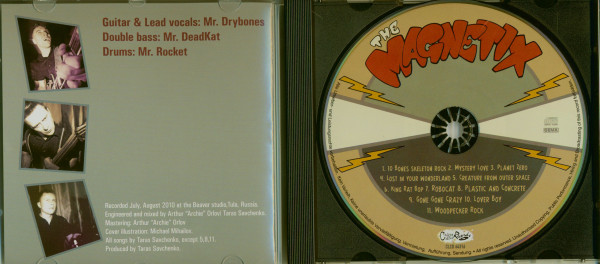 Guitar & Lead vocals: Mr. Drybones
Double bass: Mr. DeadKat
Drums: Mr. Rocket
Recorded July, August 2010 at the Beaver studio, Tula, Russia.
Engineered and mixed by Arthur "Archie" Orlov/ Taras Savchenko.
Mastering: Arthur "Archie" Orlov
Cover illustration: Michael Mikailov.
All songs by Taras Savchenko, except: 5,8,11.
Produced by Taras Savchenko.
THE
MAGNETIX
1. 10 Bones Skeleton Rock 2. Mystery Love 3. Planet Zero
4. Lost in your Wonderland 5. Creature from Outer Space
6. Ping Pat Bop 7. Robocat 8. Plastic and Concrete
9. Gone Gone Crazy 10. Lover Boy
11. Woodpecker Rock